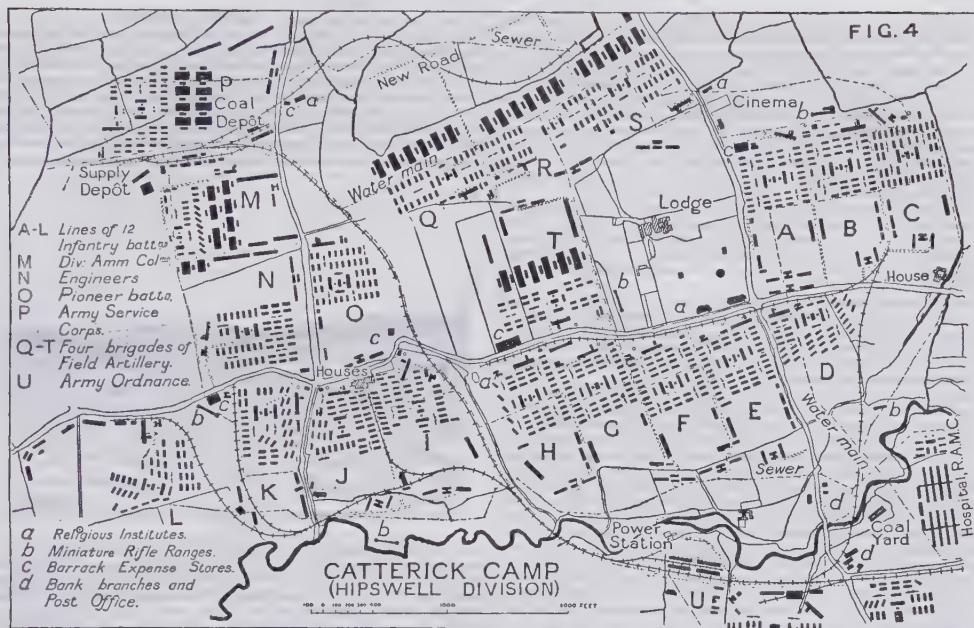 FIG. 4
Sewer
New Road
P
Coal
Depôt
a
c
Supply
Depôt
Water main
R
S
a
Cinema
b
c
M
Q
Lodge
T
A
B
C
House
A-L Lines of 12
Infantry battns
M Div: Amm Colmn
N Engineers
O Pioneer battn.
P Army Service
Corps.
Q-T Four brigades of
Field Artillery.
U Army Ordnance.
N
O
c
b
a
c
Houses
a
D
Water main
b
b
c
H
G
F
E
I
J
K
L
Sewer
b
d
Hospital, R.A.M.C.
Power
Station
Coal
Yard
d
U
a Religious Institutes.
b Miniature Rifle Ranges.
c Barrack Expense Stores.
d Bank branches and
Post Office.
CATTERICK CAMP
(HIPSWELL DIVISION)
FEET